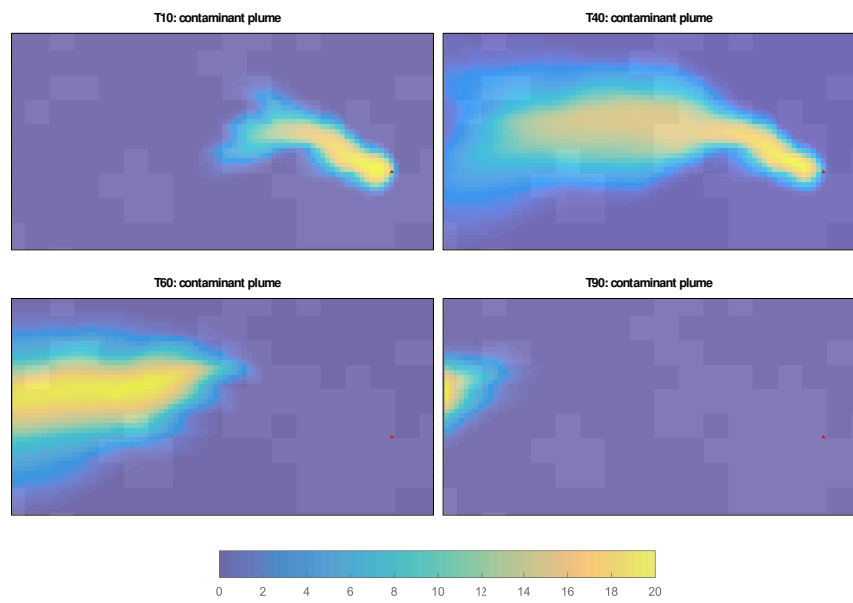 T10: contaminant plume
T40: contaminant plume
T60: contaminant plume
T90: contaminant plume
0 2 4 6 8 10 12 14 16 18 20